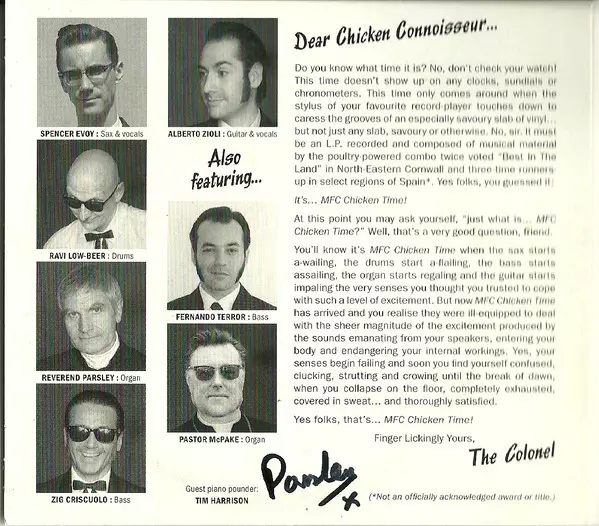 SPENCER EVOY : Sax & vocals
ALBERTO ZIOLI : Guitar & vocals
RAVI LOW-BEER : Drums
Also
featuring...
REVEREND PARSLEY : Organ
FERNANDO TERROR : Bass
ZIG CRISCUOLO : Bass
PASTOR McPAKE : Organ
Guest piano pounder:
TIM HARRISON
Parsley
x
Dear Chicken Connoisseur...
Do you know what time it is? No, don't check your watch!
This time doesn't show up on any clocks, sundials or
chronometers. This time only comes around when the
stylus of your favourite record-player touches down to
caress the grooves of an especially savoury slab of vinyl...
but not just any slab, savoury or otherwise. No, sir. It must
be an L.P. recorded and composed of musical material
by the poultry-powered combo twice voted "Best In The
Land" in North-Eastern Cornwall and three time runners-
up in select regions of Spain*. Yes folks, you guessed it:
It's... MFC Chicken Time!
At this point you may ask yourself, "just what is... MFC
Chicken Time?" Well, that's a very good question, friend.
You'll know it's MFC Chicken Time when the sax starts
a-wailing, the drums start a-flailing, the bass starts
assailing, the organ starts regaling and the guitar starts
impaling the very senses you thought you trusted to cope
with such a level of excitement. But now MFC Chicken Time
has arrived and you realise they were ill-equipped to deal
with the sheer magnitude of the excitement produced by
the sounds emanating from your speakers, entering your
body and endangering your internal workings. Yes, your
senses begin failing and soon you find yourself confused,
clucking, strutting and crowing until the break of dawn,
when you collapse on the floor, completely exhausted,
covered in sweat... and thoroughly satisfied.
Yes folks, that's... MFC Chicken Time!
Finger Lickingly Yours,
The Colonel
(*Not an officially acknowledged award or title.)